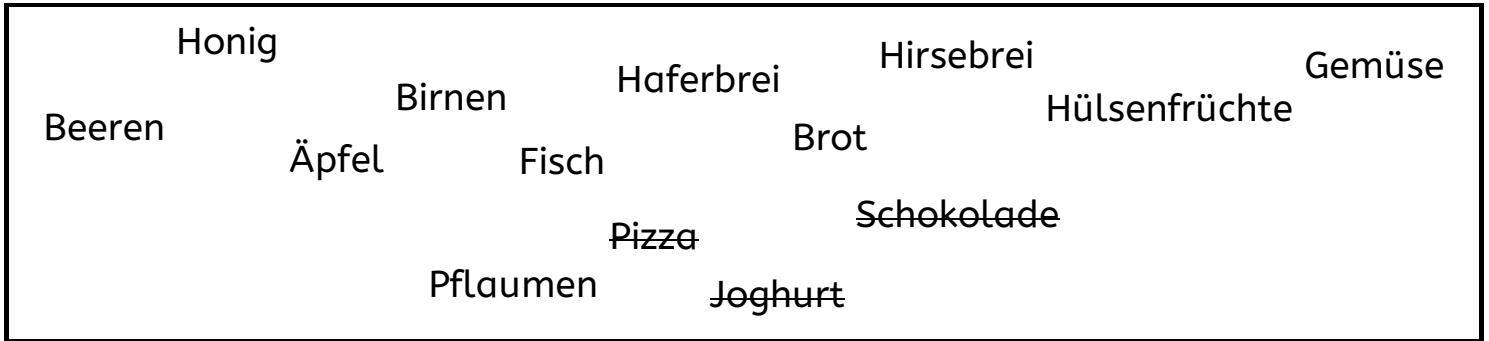 Honig
Hirsebrei
Gemüse
Haferbrei
Birnen
Hülsenfrüchte
Beeren
Brot
Äpfel
Fisch
Schokolade
Pizza
Pflaumen
Joghurt